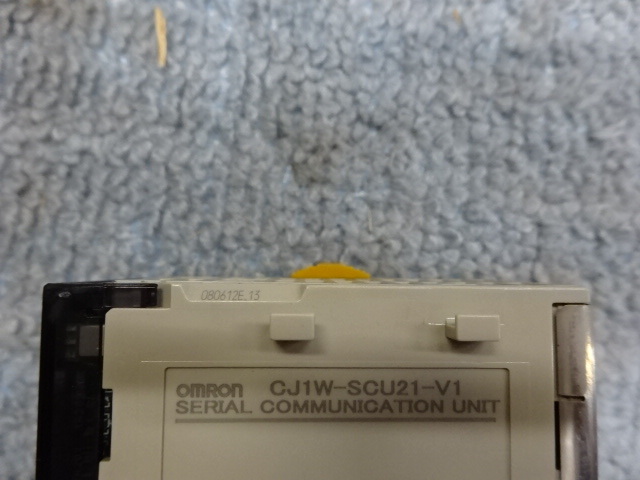 080612E.13
OMRON CJ1W-SCU21-V1
SERIAL COMMUNICATION UNIT